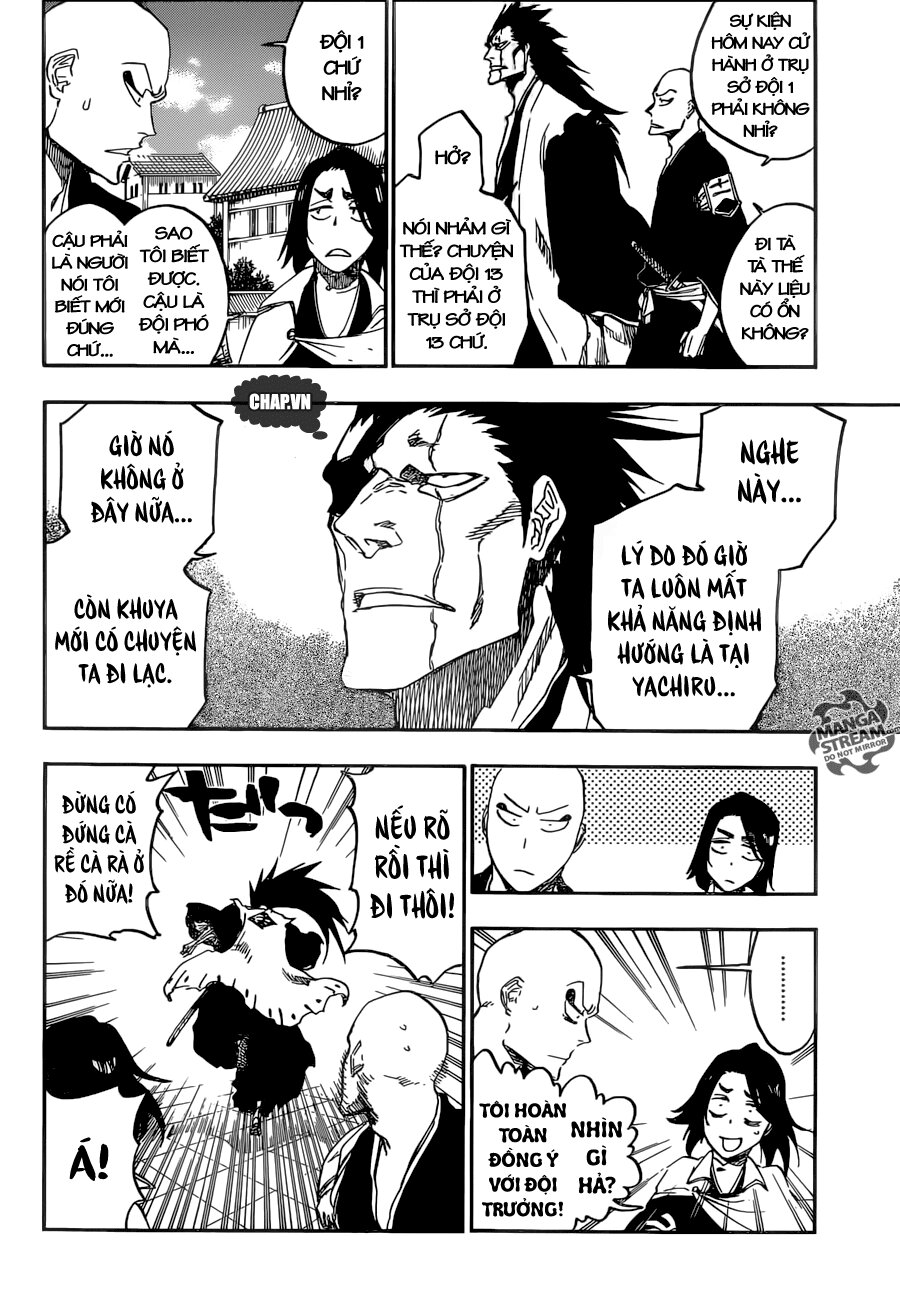 SỰ KIỆN
HÔM NAY CỬ
HÀNH Ở TRỤ
SỞ ĐỘI 1
PHẢI KHÔNG
NHỈ?
ĐI TÀ
TÀ THẾ
NÀY LIỆU
CÓ ỔN
KHÔNG?
HỞ?
NÓI NHẢM GÌ
THẾ? CHUYỆN
CỦA ĐỘI 13
THÌ PHẢI Ở
TRỤ SỞ ĐỘI
13 CHỨ.
ĐỘI 1
CHỨ NHỈ?
SAO
TÔI BIẾT
ĐƯỢC.
CẬU LÀ
ĐỘI PHÓ
MÀ...
CẬU PHẢI
LÀ NGƯỜI
NÓI TÔI
BIẾT MỚI
ĐÚNG
CHỨ...
CHAP.VN
NGHE
NÀY...
LÝ DO ĐÓ GIỜ
TA LUÔN MẤT
KHẢ NĂNG ĐỊNH
HƯỚNG LÀ TẠI
YACHIRU...
GIỜ NÓ
KHÔNG Ở
ĐÂY NỮA...
CÒN KHUYA
MỚI CÓ CHUYỆN
TA ĐI LẠC.
MANGA
STREAM
DO NOT MIRROR
.........
NHÌN
GÌ
HẢ?
TÔI HOÀN
TOÀN
ĐỒNG Ý
VỚI ĐỘI
TRƯỞNG!
NẾU RÕ
RỒI THÌ
ĐI THÔI!
ĐỪNG CÓ
ĐỨNG CÀ
RỀ CÀ RÀ Ở
ĐÓ NỮA!
だっ
Á!